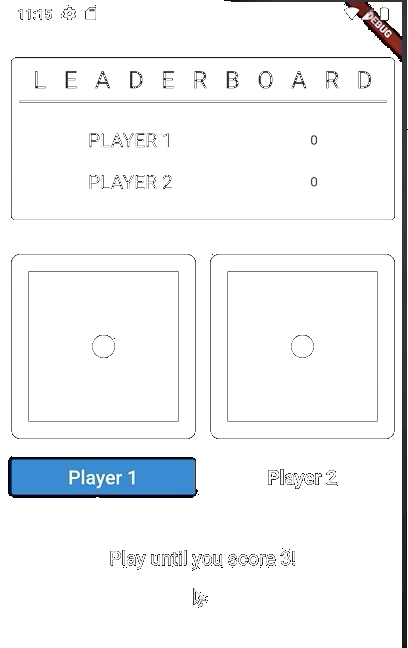 11:15
DEBUG
L E A D E R B O A R D
PLAYER 1 0
PLAYER 2 0
Player 1 Player 2
Play until you score 3!